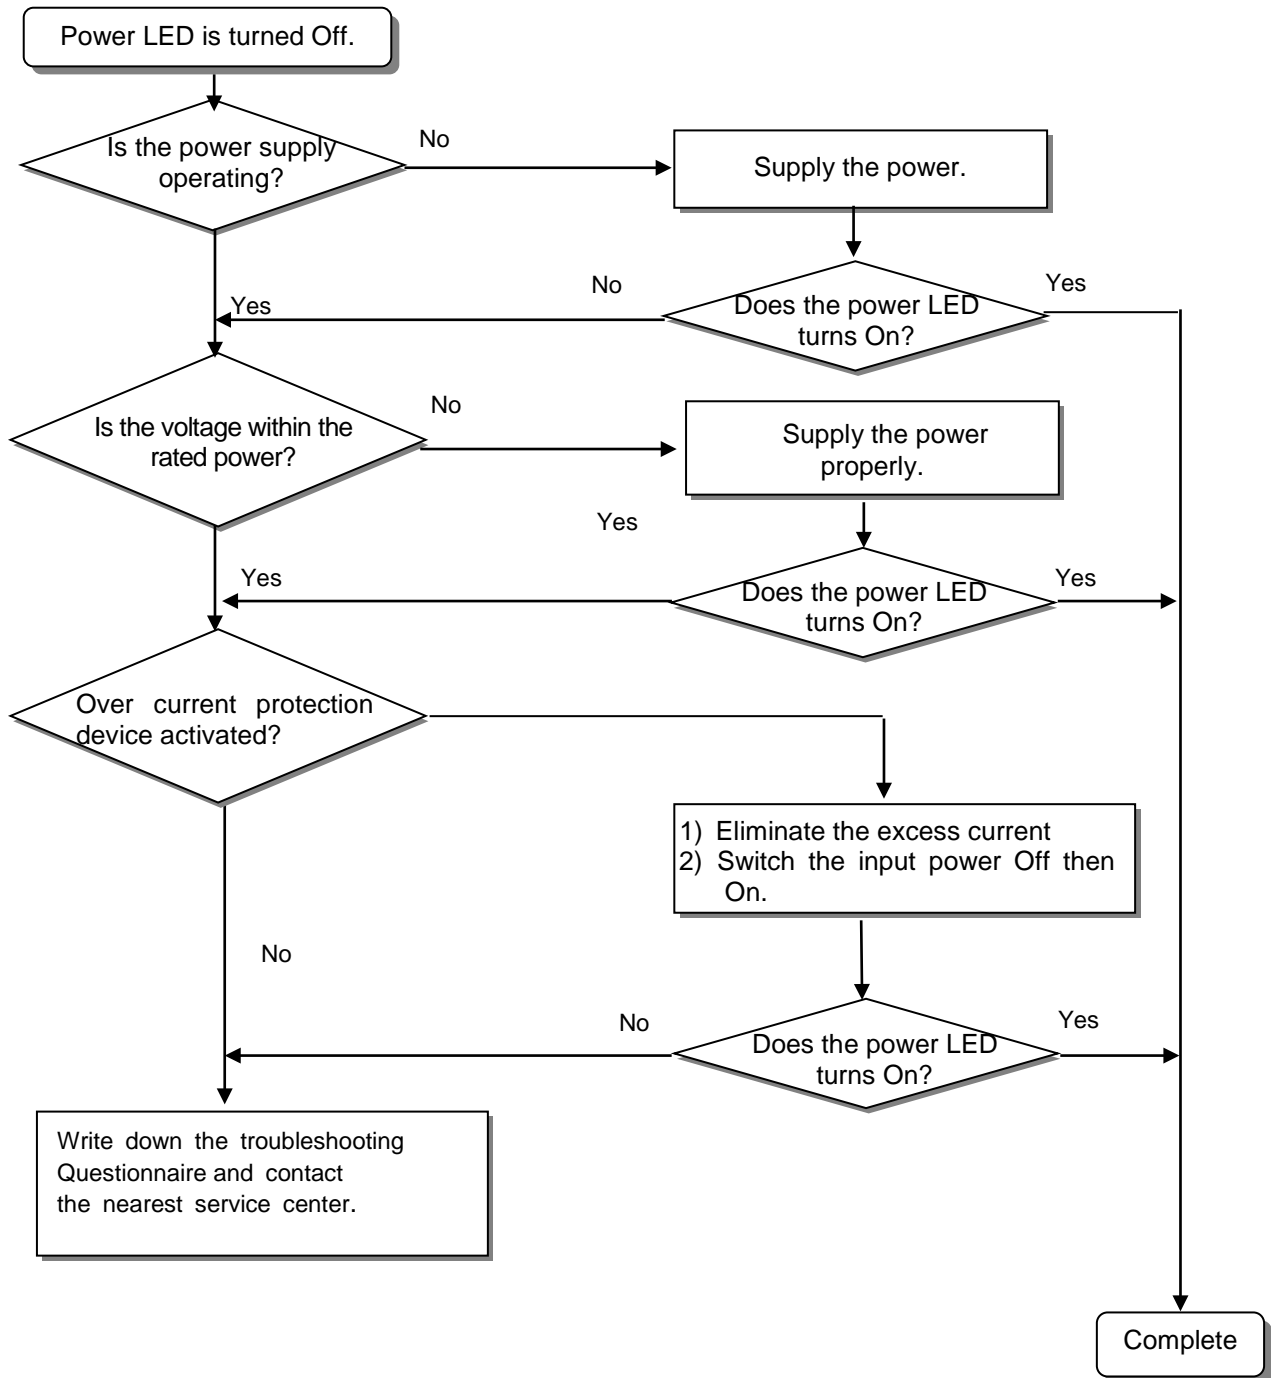 Power LED is turned Off.
Is the power supply
operating?
No
Supply the power.
Yes
No
Does the power LED
turns On?
Yes
Is the voltage within the
rated power?
No
Supply the power
properly.
Yes
Yes
Does the power LED
turns On?
Yes
Over current protection
device activated?
1) Eliminate the excess current
2) Switch the input power Off then
On.
No
No
Does the power LED
turns On?
Yes
Write down the troubleshooting
Questionnaire and contact
the nearest service center.
Complete